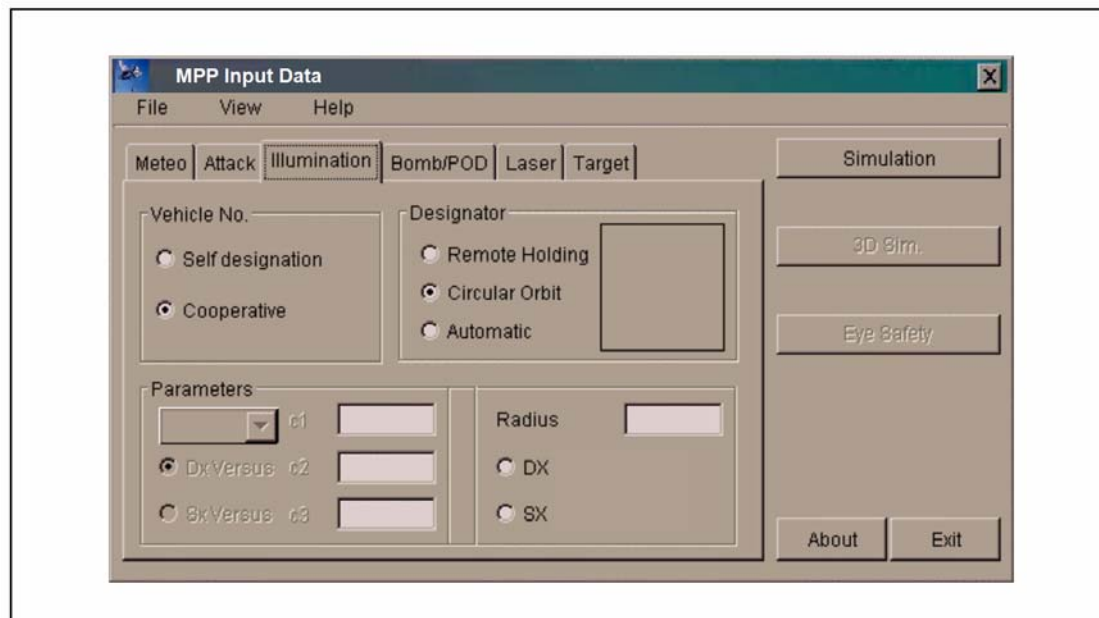 MPP Input Data
File View Help
Meteo Attack Illumination Bomb/POD Laser Target
Simulation
3D Sim.
Eye Safety
Vehicle No.
Self designation
Cooperative
Designator
Remote Holding
Circular Orbit
Automatic
Parameters
c1
Dx Versus c2
Sx Versus c3
Radius
DX
SX
About Exit